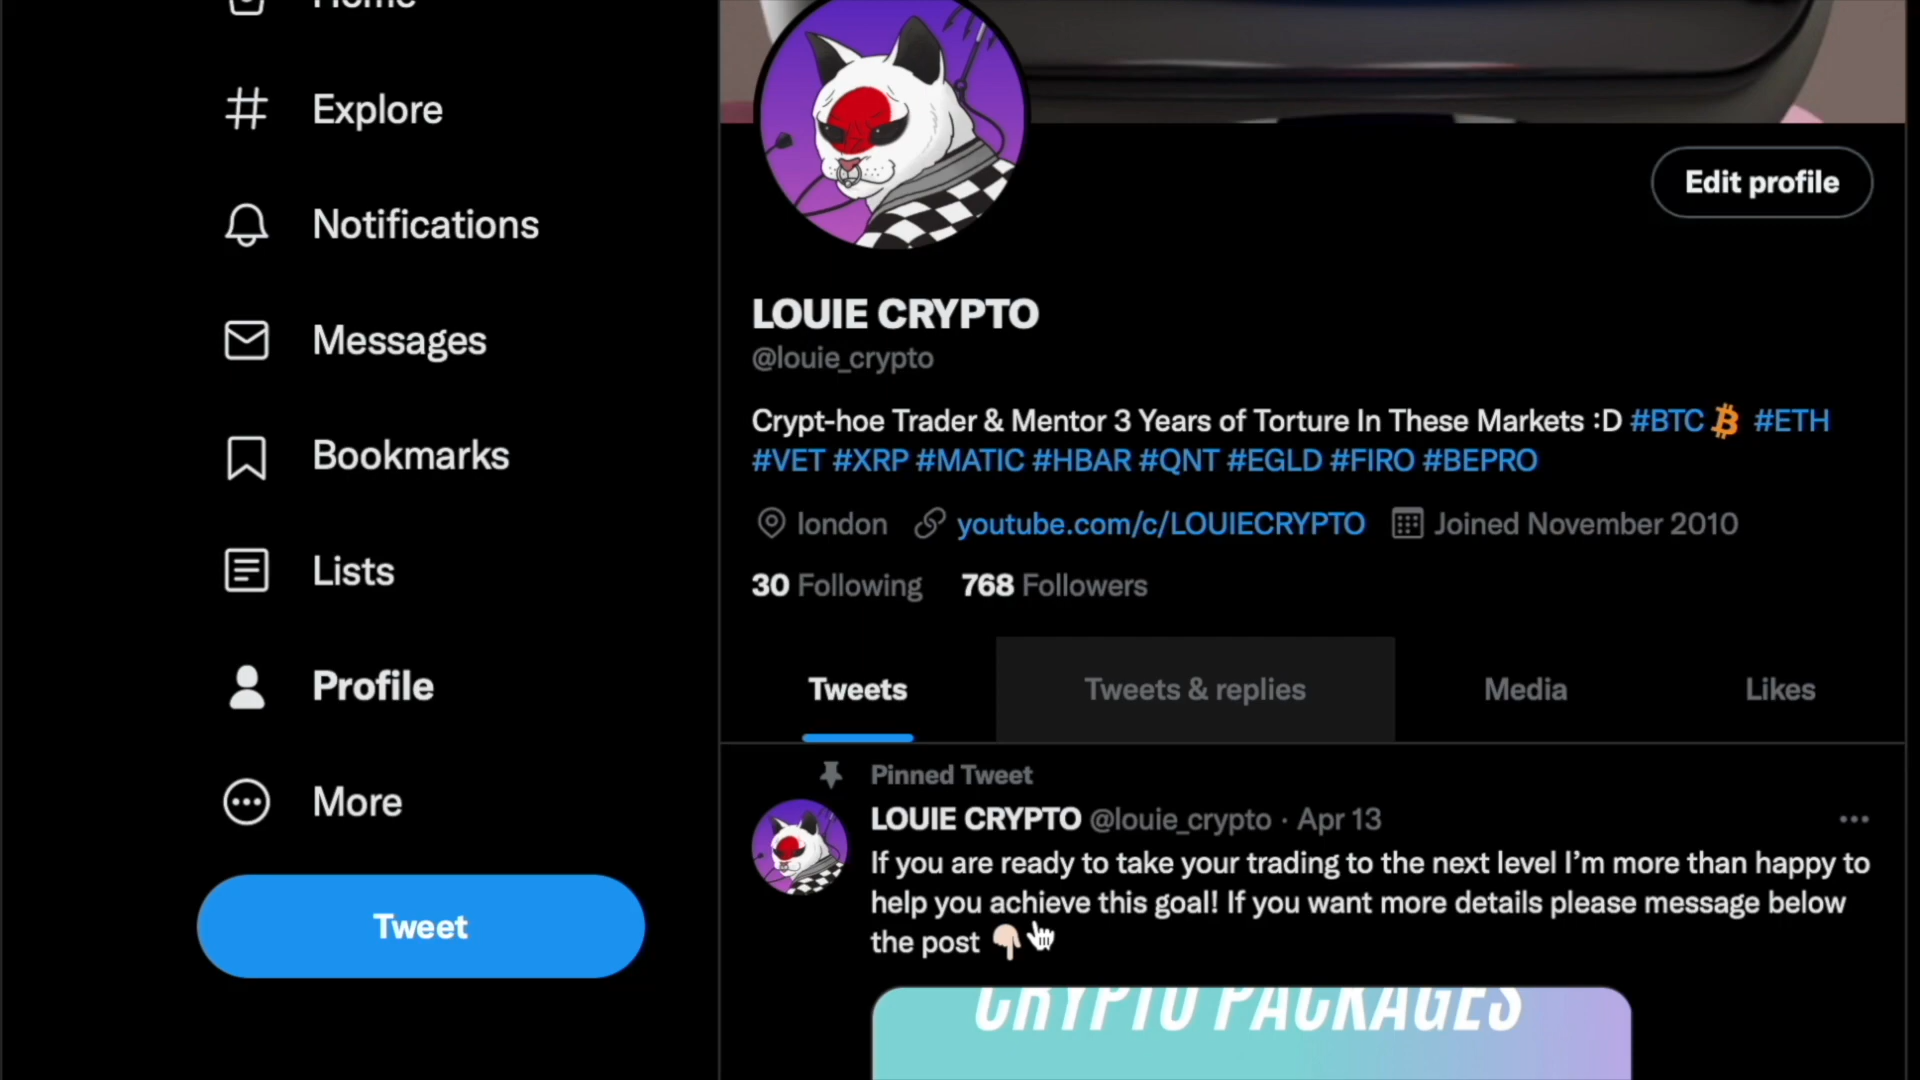 Home
Explore
Notifications
Messages
Bookmarks
Lists
Profile
More
Tweet
Edit profile
LOUIE CRYPTO
@louie_crypto
Crypt-hoe Trader & Mentor 3 Years of Torture In These Markets :D #BTC #ETH
#VET #XRP #MATIC #HBAR #QNT #EGLD #FIRO #BEPRO
london youtube.com/c/LOUIECRYPTO Joined November 2010
30 Following 768 Followers
Tweets Tweets & replies Media Likes
Pinned Tweet
LOUIE CRYPTO @louie_crypto · Apr 13
If you are ready to take your trading to the next level I’m more than happy to
help you achieve this goal! If you want more details please message below
the post 👇🏻
CRYPTO PACKAGES